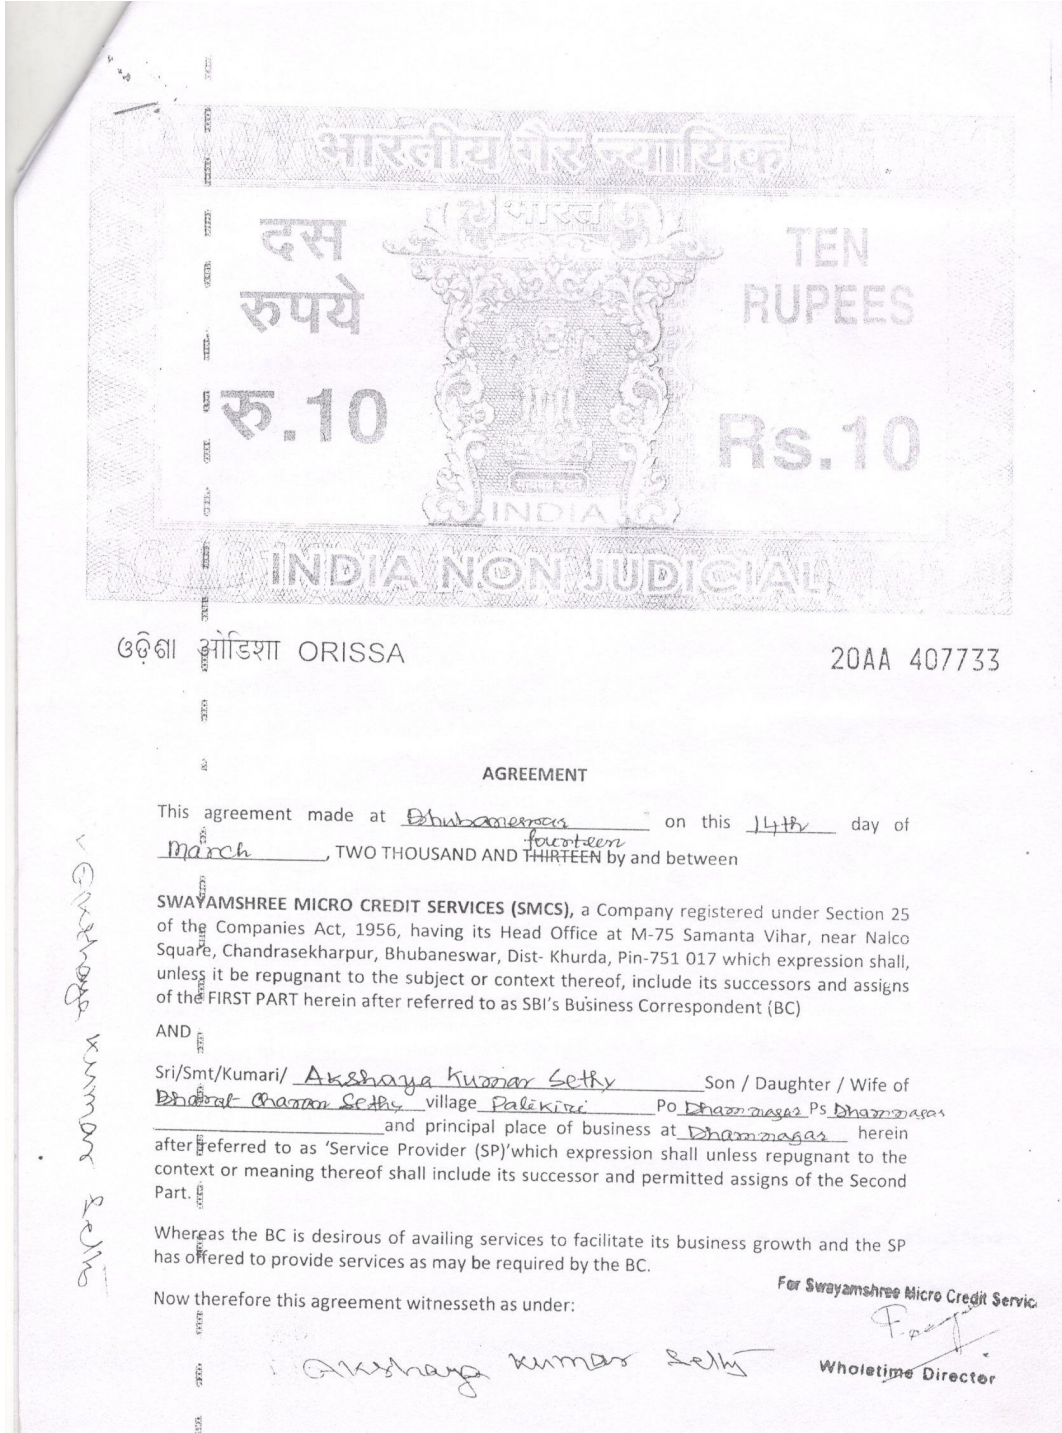 भारतीय गैर न्यायिक
भारत
दस
रुपये
रु.10
TEN
RUPEES
Rs.10
INDIA
INDIA NON JUDICIAL
ଓଡ଼ିଶା ओडिशा ORISSA
20AA 407733
AGREEMENT
This agreement made at Bhubaneswar on this 14th day of
fourteen
March, TWO THOUSAND AND THIRTEEN by and between
SWAYAMSHREE MICRO CREDIT SERVICES (SMCS), a Company registered under Section 25
of the Companies Act, 1956, having its Head Office at M-75 Samanta Vihar, near Nalco
Square, Chandrasekharpur, Bhubaneswar, Dist- Khurda, Pin-751 017 which expression shall,
unless it be repugnant to the subject or context thereof, include its successors and assigns
of the FIRST PART herein after referred to as SBI's Business Correspondent (BC)
AND
Sri/Smt/Kumari/ Akshaya Kumar Sethy Son / Daughter / Wife of
Bharat Charan Sethy village Palikiri Po Dhamnagar Ps Dhamnagar
and principal place of business at Dhamnagar herein
after referred to as 'Service Provider (SP)'which expression shall unless repugnant to the
context or meaning thereof shall include its successor and permitted assigns of the Second
Part.
Whereas the BC is desirous of availing services to facilitate its business growth and the SP
has offered to provide services as may be required by the BC.
Now therefore this agreement witnesseth as under:
For Swayamshree Micro Credit Servic
Wholetime Director
Akshaya Kumar Sethy
Akshaya Kumar Sethy